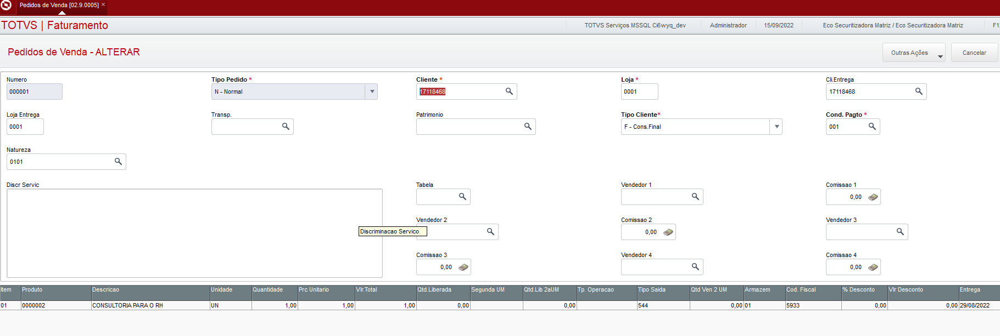 Pedidos de Venda [02.9.0005] ×
TOTVS | Faturamento
TOTVS Serviços MSSQL Ci6wyq_dev
Administrador
15/09/2022
Eco Securitizadora Matriz / Eco Securitizadora Matriz
Pedidos de Venda - ALTERAR
Outras Ações
Cancelar
Numero
Tipo Pedido *
Cliente *
Loja *
Cli.Entrega
000001
N - Normal
17118468
0001
17118468
Loja Entrega
Transp.
Patrimonio
Tipo Cliente*
Cond. Pagto *
0001
F - Cons.Final
001
Natureza
0101
Discr Servic
Tabela
Vendedor 1
Comissao 1
0,00
Vendedor 2
Comissao 2
Vendedor 3
Discriminacao Servico
0,00
Comissao 3
Vendedor 4
Comissao 4
0,00
0,00
Item Produto Descricao Unidade Quantidade Prc Unitario Vlr.Total Qtd.Liberada Segunda UM Qtd.Lib 2aUM Tp. Operacao Tipo Saida Qtd Ven 2 UM Armazem Cod. Fiscal % Desconto Vlr Desconto Entrega
01 0000002 CONSULTORIA PARA O RH UN 1,00 1,00 1,00 0,00 0,00 544 0,00 01 5933 0,00 0,00 29/08/2022